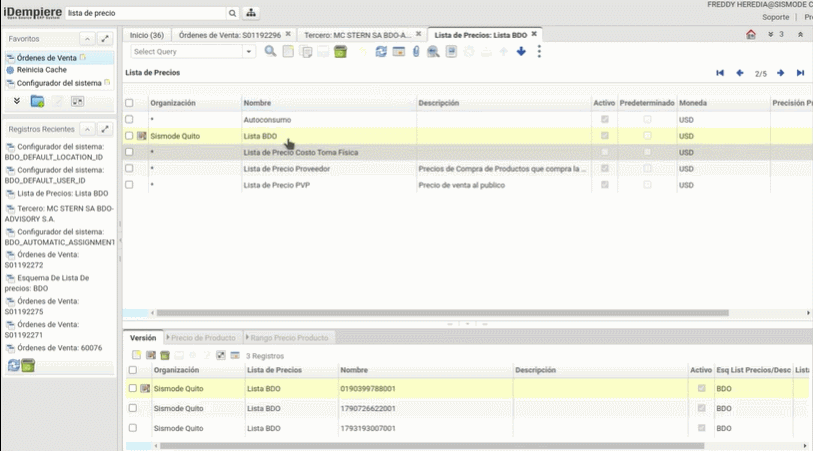 iDempiere
lista de precio
FREDDY HEREDIA@SISMODE C
Soporte
Favoritos
Órdenes de Venta
Reinicia Cache
Configurador del sistema
Registros Recientes
Configurador del sistema:
BDO_DEFAULT_LOCATION_ID
Configurador del sistema:
BDO_DEFAULT_USER_ID
Lista de Precios: Lista BDO
Tercero: MC STERN SA BDO-
ADVISORY S.A.
Configurador del sistema:
BDO_AUTOMATIC_ASSIGNMENT
Órdenes de Venta:
S01192272
Esquema De Lista De
precios: BDO
Órdenes de Venta:
S01192275
Órdenes de Venta:
S01192271
Órdenes de Venta: 60076
Inicio (36)
Órdenes de Venta: S01192296
Tercero: MC STERN SA BDO-A...
Lista de Precios: Lista BDO
3
Select Query
Lista de Precios
2/5
Organización Nombre Descripción Activo Predeterminado Moneda Precisión P
* Autoconsumo USD
Sismode Quito Lista BDO USD
* Lista de Precio Costo Toma Física USD
* Lista de Precio Proveedor Precios de Compra de Productos que compra la ... USD
* Lista de Precio PVP Precio de venta al publico USD
Versión Precio de Producto Rango Precio Producto
3 Registros
Organización Lista de Precios Nombre Descripción Activo Esq List Precios/Desc Lista
Sismode Quito Lista BDO 0190399788001 BDO
Sismode Quito Lista BDO 1790726622001 BDO
Sismode Quito Lista BDO 1793193007001 BDO